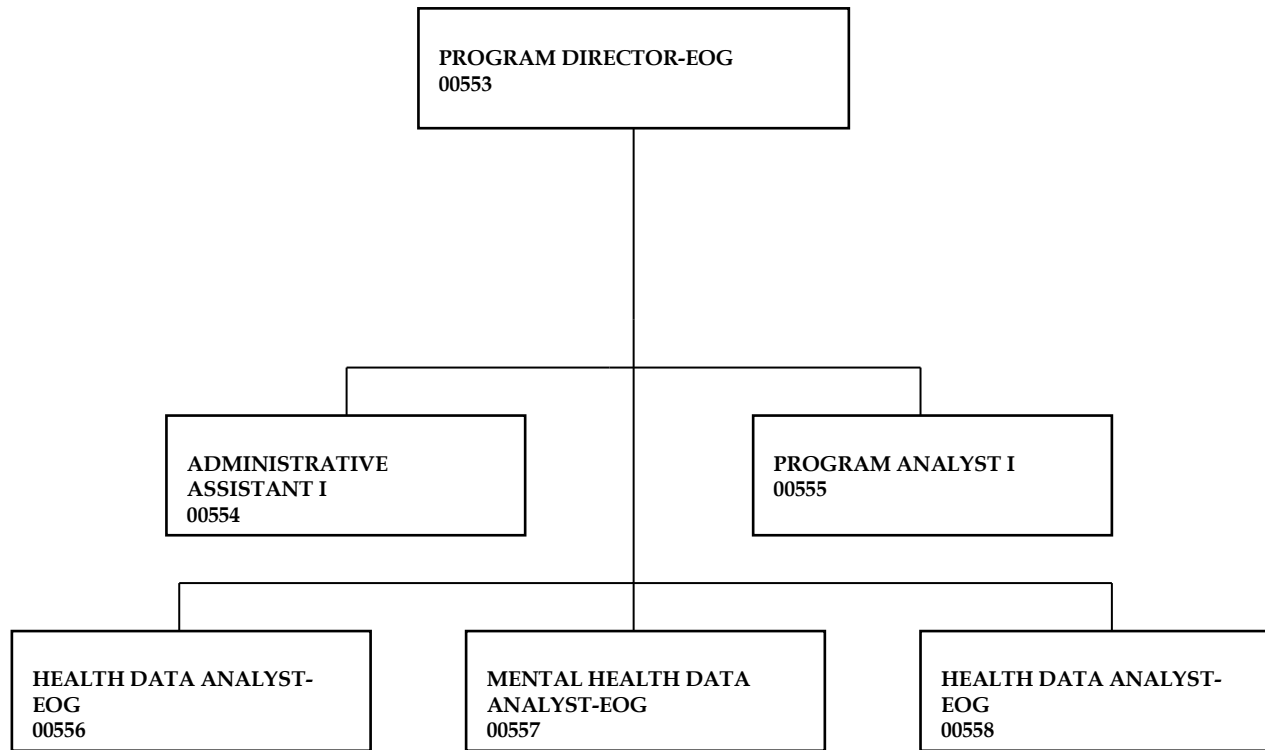 PROGRAM DIRECTOR-EOG
00553
ADMINISTRATIVE
ASSISTANT I
00554
PROGRAM ANALYST I
00555
HEALTH DATA ANALYST-
EOG
00556
MENTAL HEALTH DATA
ANALYST-EOG
00557
HEALTH DATA ANALYST-
EOG
00558